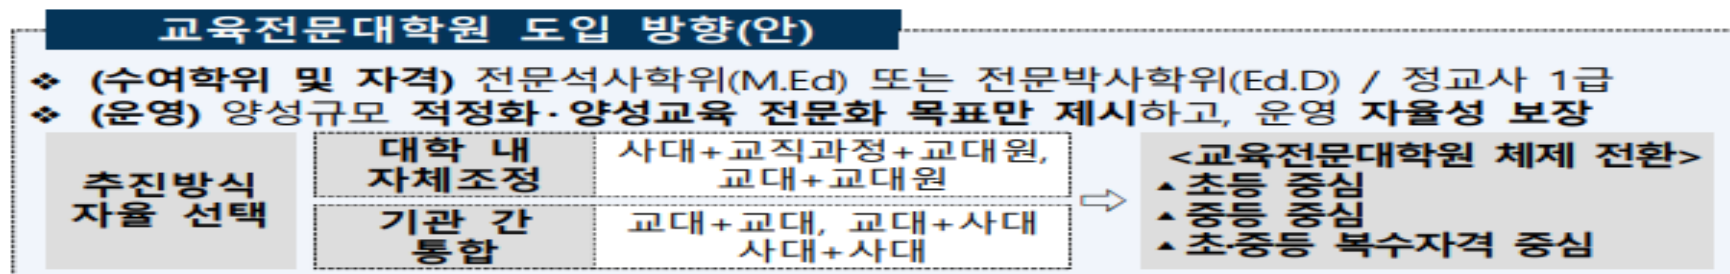 교육전문대학원 도입 방향(안)
❖ (수여학위 및 자격) 전문석사학위(M.Ed) 또는 전문박사학위(Ed.D) / 정교사 1급
❖ (운영) 양성규모 적정화·양성교육 전문화 목표만 제시하고, 운영 자율성 보장
추진방식
자율 선택
대학 내
자체조정
사대+교직과정+교대원,
교대+교대원
기관 간
통합
교대+교대, 교대+사대
사대+사대
⇨
<교육전문대학원 체제 전환>
▴초등 중심
▴중등 중심
▴초·중등 복수자격 중심